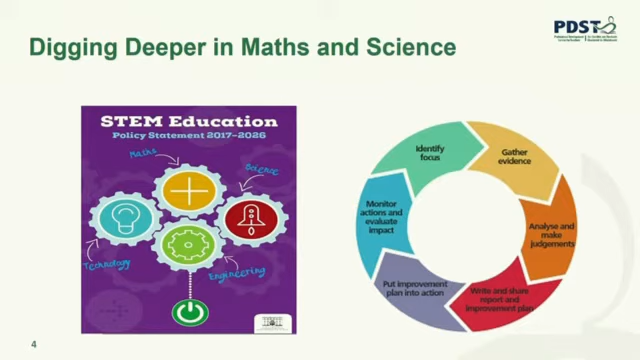 PDST
Digging Deeper in Maths and Science
STEM Education
Policy Statement 2017–2026
Maths
Science
Technology
Engineering
Identify
focus
Gather
evidence
Analyse and
make
judgements
Write and share
report and
improvement plan
Put improvement
plan into action
Monitor
actions and
evaluate
impact
4